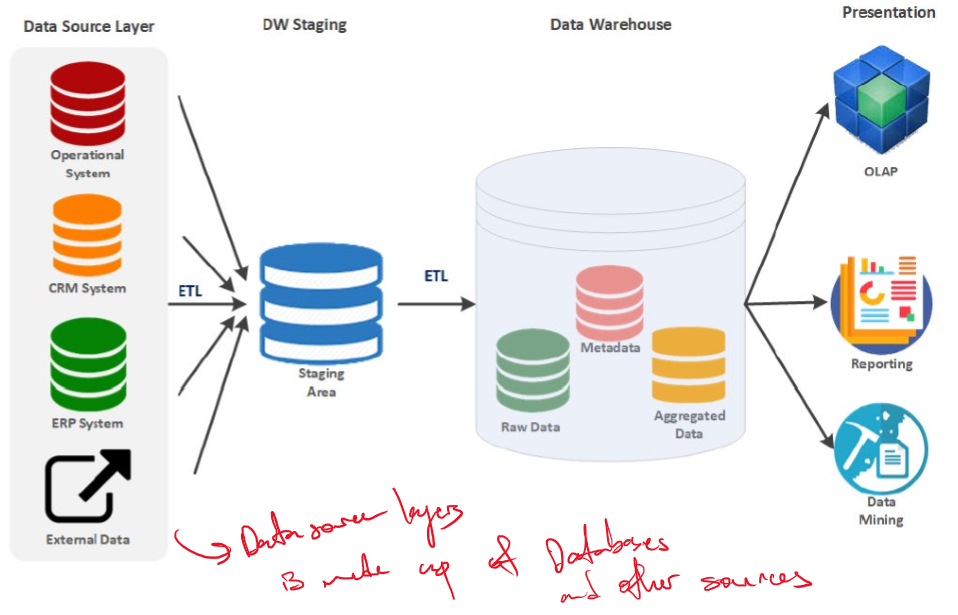 Data Source Layer
DW Staging
Data Warehouse
Presentation
Operational
System
CRM System
ERP System
External Data
ETL
Staging
Area
ETL
Metadata
Raw Data
Aggregated
Data
OLAP
Reporting
Data
Mining
Data source layers
is made up of Databases
and other sources